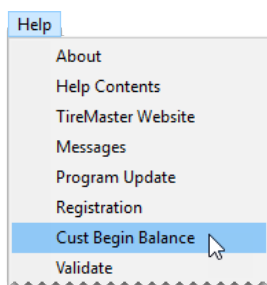 Help
About
Help Contents
TireMaster Website
Messages
Program Update
Registration
Cust Begin Balance
Validate